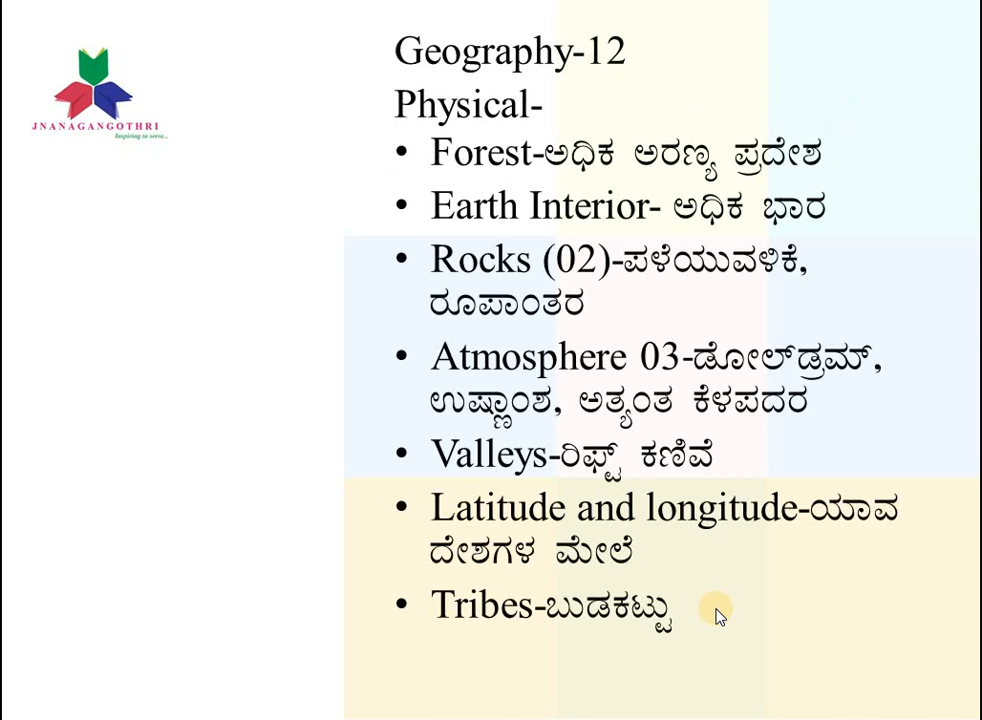 JNANAGANGOTHRI
Inspiring to serve...
Geography-12
Physical-
• Forest-ಅಧಿಕ ಅರಣ್ಯ ಪ್ರದೇಶ
• Earth Interior- ಅಧಿಕ ಭಾರ
• Rocks (02)-ಪಳೆಯುವಳಿಕೆ,
ರೂಪಾಂತರ
• Atmosphere 03-ಡೋಲ್‌ಡ್ರಮ್,
ಉಷ್ಣಾಂಶ, ಅತ್ಯಂತ ಕೆಳಪದರ
• Valleys-ರಿಫ್ಟ್ ಕಣಿವೆ
• Latitude and longitude-ಯಾವ
ದೇಶಗಳ ಮೇಲೆ
• Tribes-ಬುಡಕಟ್ಟು